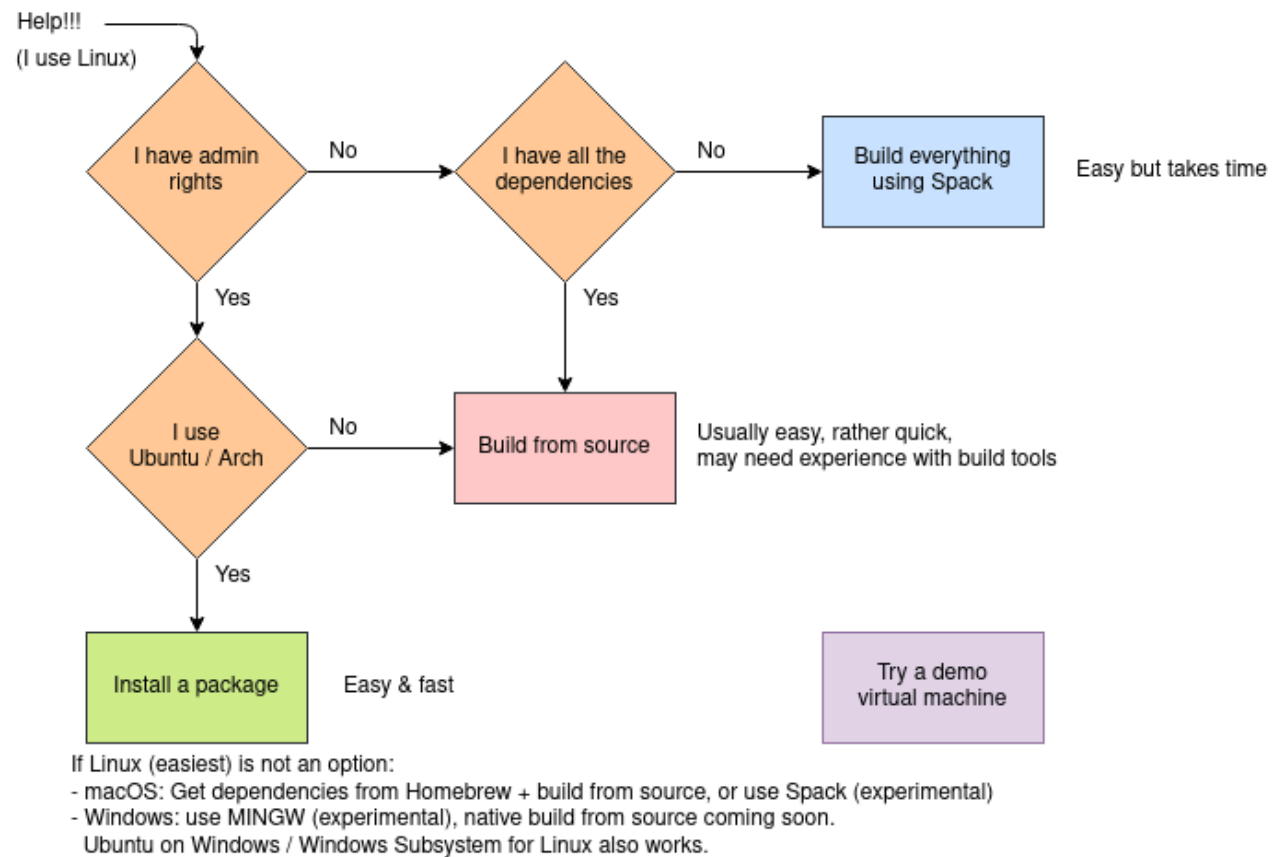 Help!!!
(I use Linux)
I have admin
rights
No
I have all the
dependencies
No
Build everything
using Spack
Easy but takes time
Yes
Yes
I use
Ubuntu / Arch
No
Build from source
Usually easy, rather quick,
may need experience with build tools
Yes
Install a package
Easy & fast
Try a demo
virtual machine
If Linux (easiest) is not an option:
- macOS: Get dependencies from Homebrew + build from source, or use Spack (experimental)
- Windows: use MINGW (experimental), native build from source coming soon.
Ubuntu on Windows / Windows Subsystem for Linux also works.